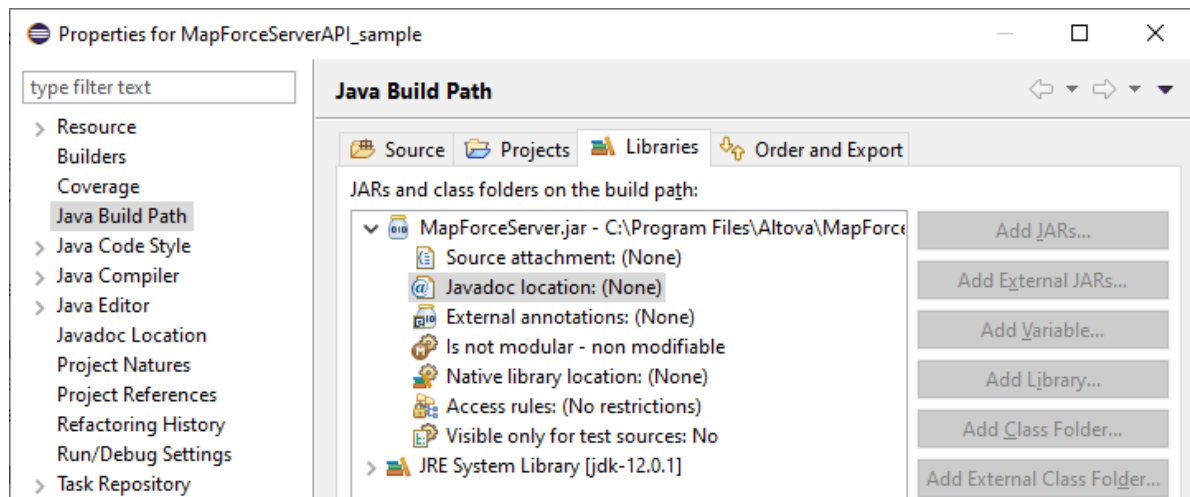 Properties for MapForceServerAPI_sample
type filter text
Resource
Builders
Coverage
Java Build Path
Java Code Style
Java Compiler
Java Editor
Javadoc Location
Project Natures
Project References
Refactoring History
Run/Debug Settings
Task Repository
Java Build Path
Source Projects Libraries Order and Export
JARs and class folders on the build path:
MapForceServer.jar - C:\Program Files\Altova\MapForce
Source attachment: (None)
Javadoc location: (None)
External annotations: (None)
Is not modular - non modifiable
Native library location: (None)
Access rules: (No restrictions)
Visible only for test sources: No
JRE System Library [jdk-12.0.1]
Add JARs...
Add External JARs...
Add Variable...
Add Library...
Add Class Folder...
Add External Class Folder...